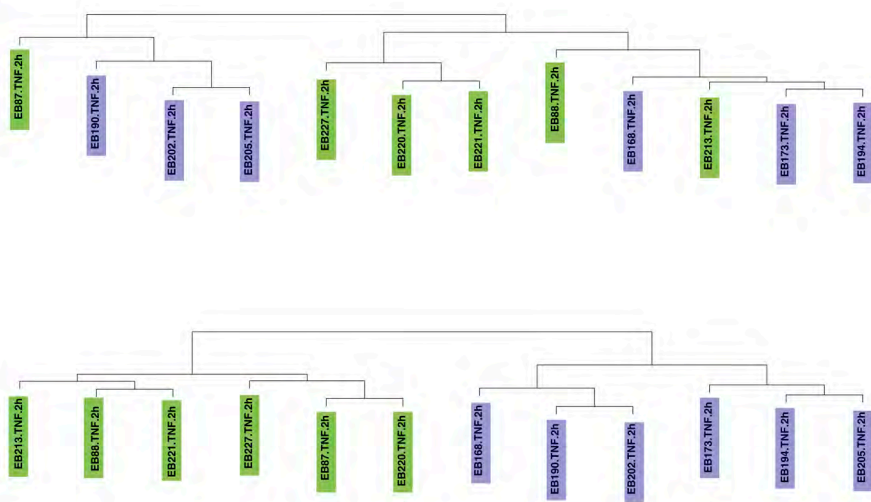 EB87.TNF.2h
EB190.TNF.2h
EB202.TNF.2h
EB205.TNF.2h
EB227.TNF.2h
EB220.TNF.2h
EB221.TNF.2h
EB88.TNF.2h
EB168.TNF.2h
EB213.TNF.2h
EB173.TNF.2h
EB194.TNF.2h
EB213.TNF.2h
EB88.TNF.2h
EB221.TNF.2h
EB227.TNF.2h
EB87.TNF.2h
EB220.TNF.2h
EB168.TNF.2h
EB190.TNF.2h
EB202.TNF.2h
EB173.TNF.2h
EB194.TNF.2h
EB205.TNF.2h